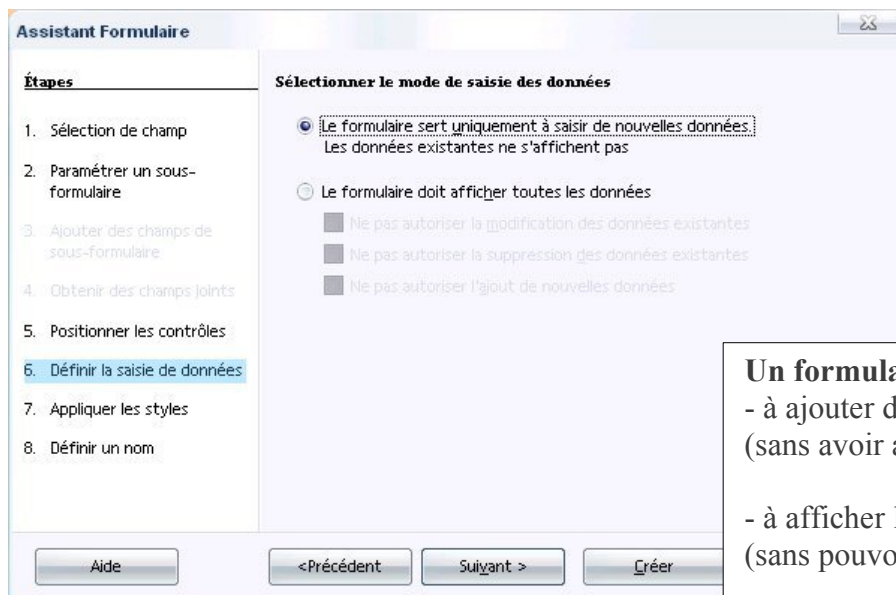 Assistant Formulaire
Étapes
1. Sélection de champ
2. Paramétrer un sous-
formulaire
3. Ajouter des champs de
sous-formulaire
4. Obtenir des champs joints
5. Positionner les contrôles
6. Définir la saisie de données
7. Appliquer les styles
8. Définir un nom
Sélectionner le mode de saisie des données
Le formulaire sert uniquement à saisir de nouvelles données.
Les données existantes ne s'affichent pas
Le formulaire doit afficher toutes les données
Ne pas autoriser la modification des données existantes
Ne pas autoriser la suppression des données existantes
Ne pas autoriser l'ajout de nouvelles données
Un
- à ajouter
(sans avoir
- à afficher
(sans
Aide
<Précédent
Suivant >
Créer